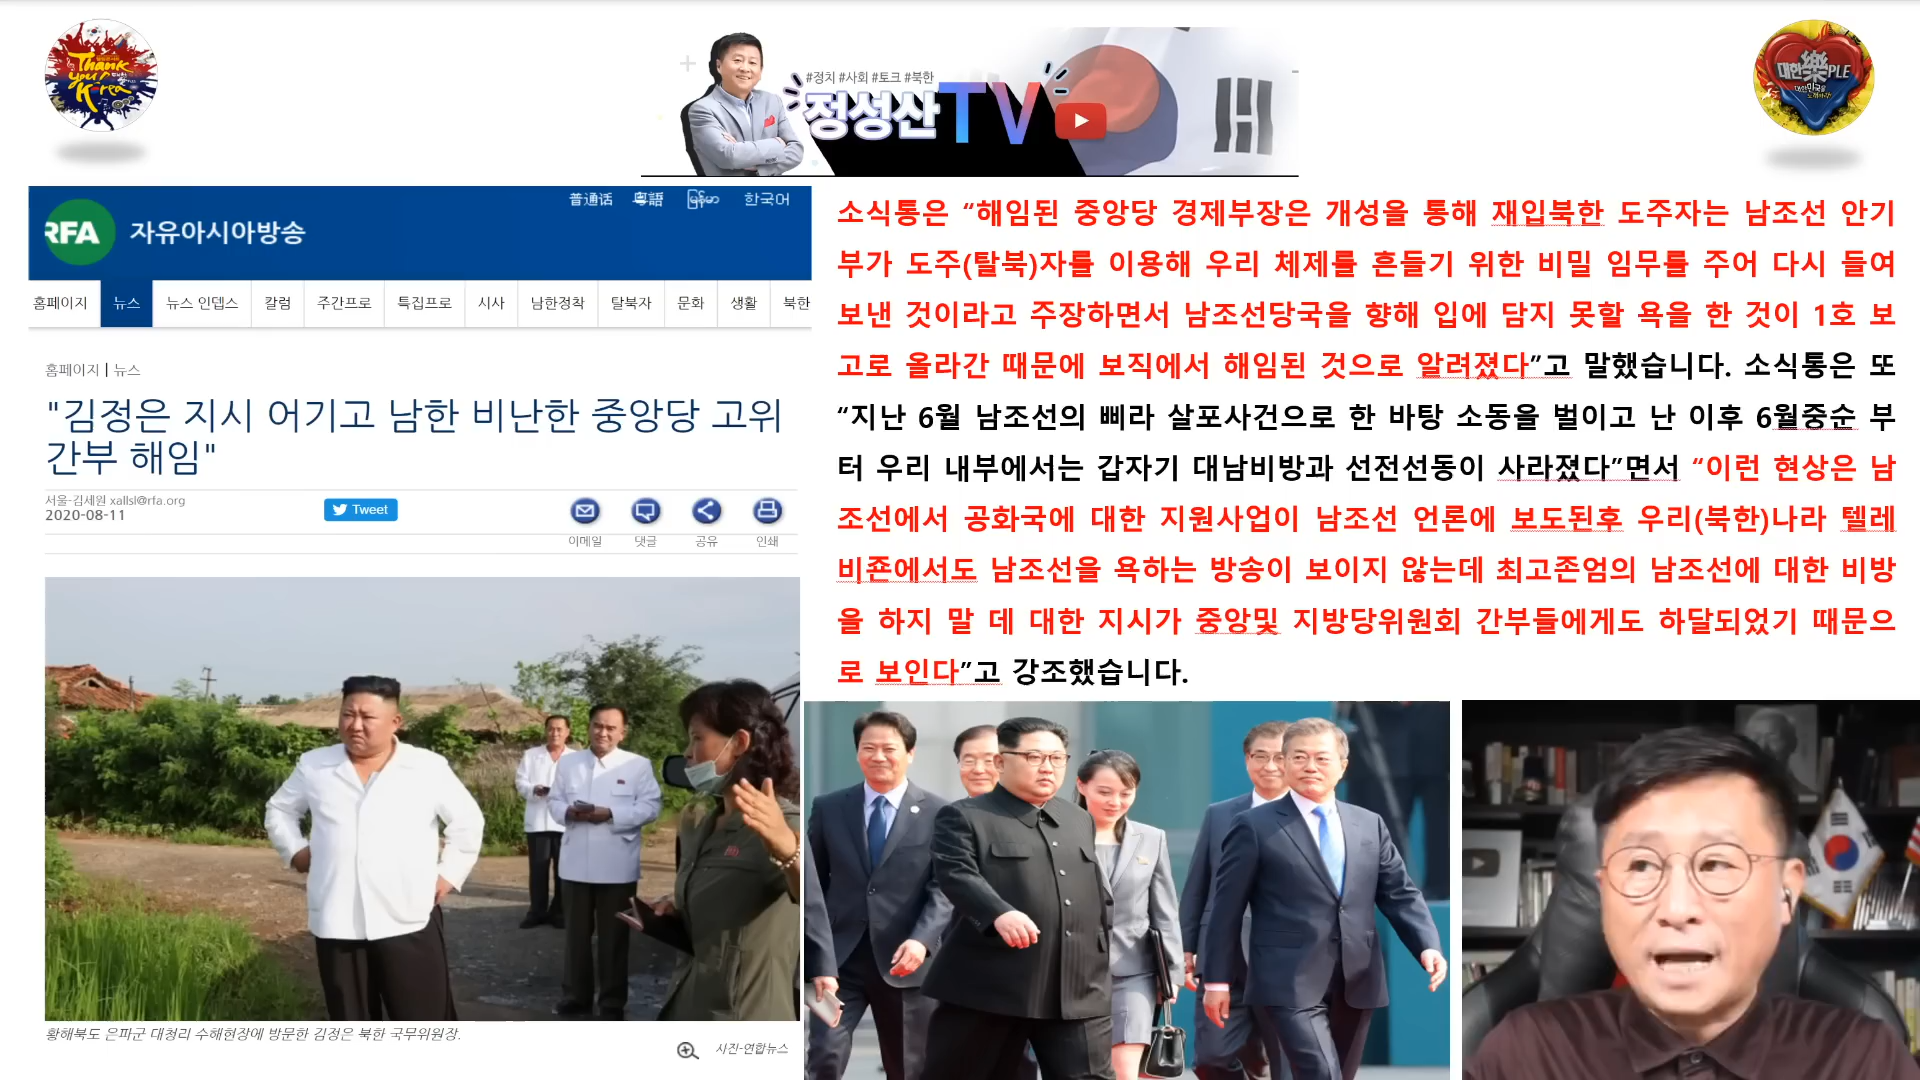 #정치 #사회 #토크 #북한
정성산TV
Thank you Korea
대한樂PLE
RFA 자유아시아방송
普通话 粵語 မြန်မာ 한국어
홈페이지 뉴스 뉴스 인뎁스 칼럼 주간프로 특집프로 시사 남한정착 탈북자 문화 생활 북한
홈페이지 | 뉴스
"김정은 지시 어기고 남한 비난한 중앙당 고위
간부 해임"
서울-김세원 xallsl@rfa.org
2020-08-11
Tweet
이메일 댓글 공유 인쇄
황해북도 은파군 대청리 수해현장에 방문한 김정은 북한 국무위원장.
사진-연합뉴스
소식통은 “해임된 중앙당 경제부장은 개성을 통해 재입북한 도주자는 남조선 안기
부가 도주(탈북)자를 이용해 우리 체제를 흔들기 위한 비밀 임무를 주어 다시 들여
보낸 것이라고 주장하면서 남조선당국을 향해 입에 담지 못할 욕을 한 것이 1호 보
고로 올라간 때문에 보직에서 해임된 것으로 알려졌다”고 말했습니다. 소식통은 또
“지난 6월 남조선의 삐라 살포사건으로 한 바탕 소동을 벌이고 난 이후 6월중순 부
터 우리 내부에서는 갑자기 대남비방과 선전선동이 사라졌다”면서 “이런 현상은 남
조선에서 공화국에 대한 지원사업이 남조선 언론에 보도된후 우리(북한)나라 텔레
비죤에서도 남조선을 욕하는 방송이 보이지 않는데 최고존엄의 남조선에 대한 비방
을 하지 말 데 대한 지시가 중앙및 지방당위원회 간부들에게도 하달되었기 때문으
로 보인다”고 강조했습니다.